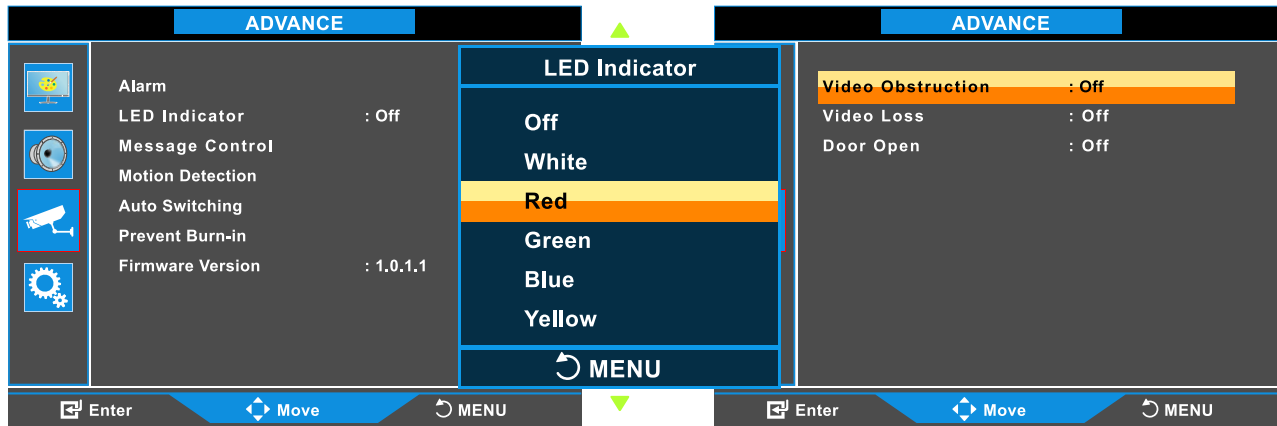 ADVANCE
Alarm
LED Indicator : Off
Message Control
Motion Detection
Auto Switching
Prevent Burn-in
Firmware Version : 1.0.1.1
Enter Move MENU
LED Indicator
Off
White
Red
Green
Blue
Yellow
MENU
ADVANCE
Video Obstruction : Off
Video Loss : Off
Door Open : Off
Enter Move MENU